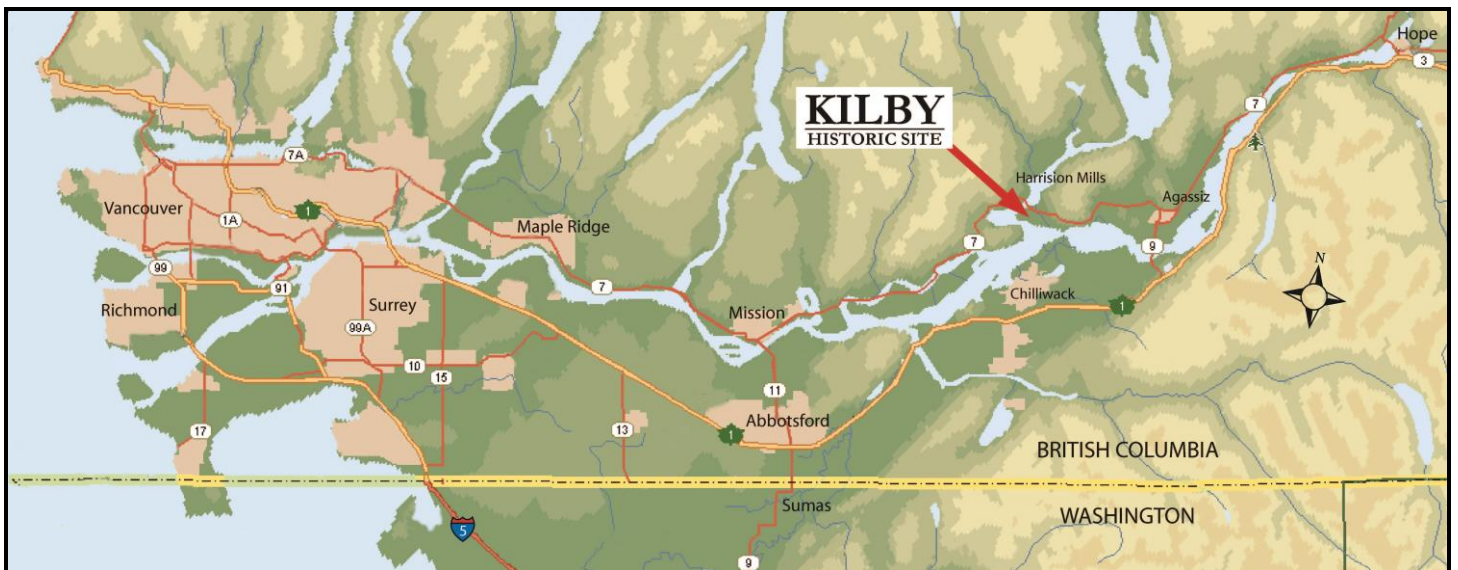 Hope
3
7
KILBY
HISTORIC SITE
7A
Harrision Mills
Agassiz
Vancouver
1A
1
Maple Ridge
7
9
N
99
91
7
Richmond
Surrey
Chilliwack
1
Mission
99A
10
15
11
13
1
Abbotsford
17
BRITISH COLUMBIA
Sumas
WASHINGTON
5
9